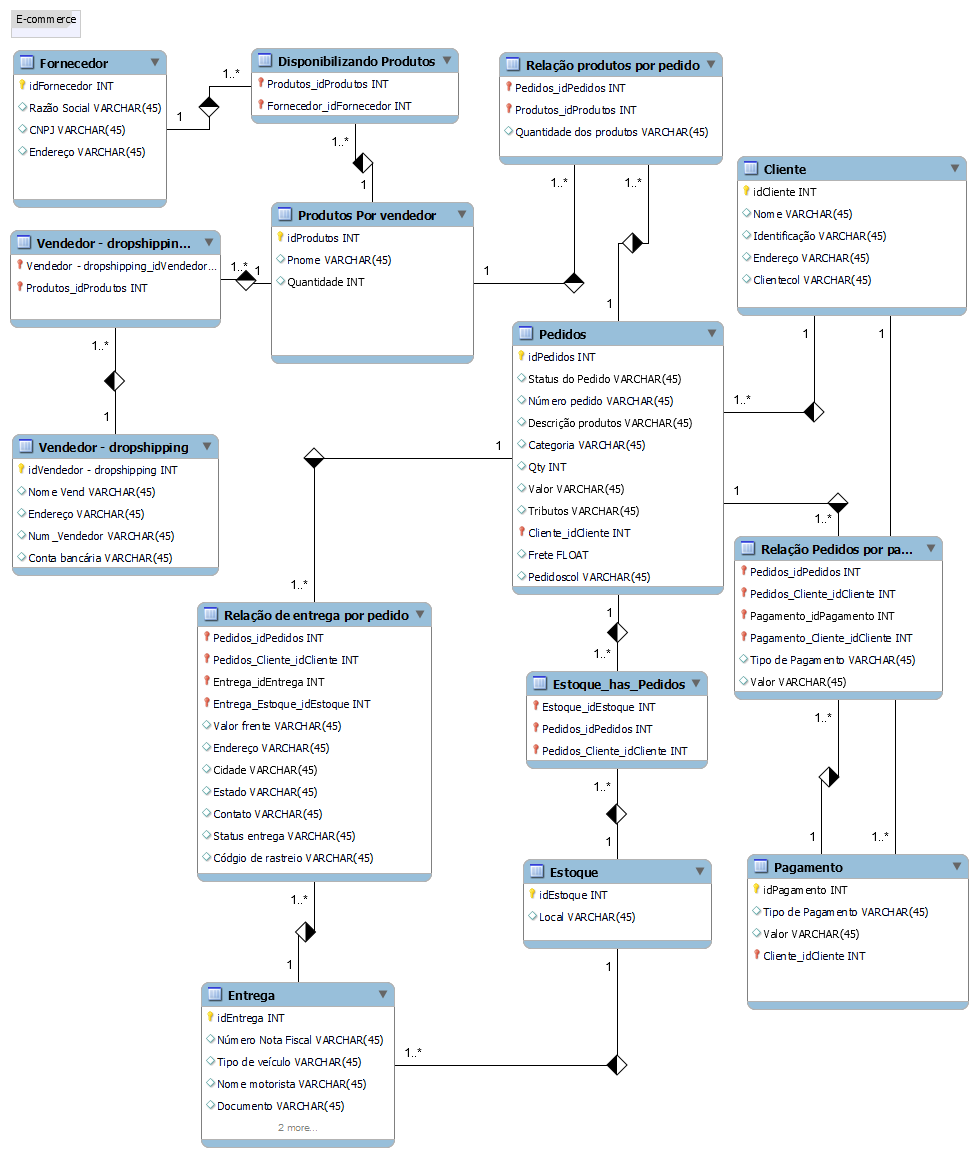 E-commerce
Fornecedor
idFornecedor INT
Razão Social VARCHAR(45)
CNPJ VARCHAR(45)
Endereço VARCHAR(45)
1
1..*
Disponibilizando Produtos
Produtos_idProdutos INT
Fornecedor_idFornecedor INT
1..*
1
Relação produtos por pedido
Pedidos_idPedidos INT
Produtos_idProdutos INT
Quantidade dos produtos VARCHAR(45)
1..*
1..*
Cliente
idCliente INT
Nome VARCHAR(45)
Identificação VARCHAR(45)
Endereço VARCHAR(45)
Clientecol VARCHAR(45)
1
1
Vendedor - dropshippin...
Vendedor - dropshipping_idVendedor...
Produtos_idProdutos INT
1..*
1
Produtos Por vendedor
idProdutos INT
Pnome VARCHAR(45)
Quantidade INT
1
1
1..*
1
Vendedor - dropshipping
idVendedor - dropshipping INT
Nome Vend VARCHAR(45)
Endereço VARCHAR(45)
Num_Vendedor VARCHAR(45)
Conta bancária VARCHAR(45)
Pedidos
idPedidos INT
Status do Pedido VARCHAR(45)
Número pedido VARCHAR(45)
Descrição produtos VARCHAR(45)
Categoria VARCHAR(45)
Qty INT
Valor VARCHAR(45)
Tributos VARCHAR(45)
Cliente_idCliente INT
Frete FLOAT
Pedidoscol VARCHAR(45)
1..*
1
1
1..*
1
1..*
1..*
Relação Pedidos por pa...
Pedidos_idPedidos INT
Pedidos_Cliente_idCliente INT
Pagamento_idPagamento INT
Pagamento_Cliente_idCliente INT
Tipo de Pagamento VARCHAR(45)
Valor VARCHAR(45)
1..*
1
1..*
Relação de entrega por pedido
Pedidos_idPedidos INT
Pedidos_Cliente_idCliente INT
Entrega_idEntrega INT
Entrega_Estoque_idEstoque INT
Valor frente VARCHAR(45)
Endereço VARCHAR(45)
Cidade VARCHAR(45)
Estado VARCHAR(45)
Contato VARCHAR(45)
Status entrega VARCHAR(45)
Códgio de rastreio VARCHAR(45)
1..*
1
Estoque_has_Pedidos
Estoque_idEstoque INT
Pedidos_idPedidos INT
Pedidos_Cliente_idCliente INT
1..*
1
Estoque
idEstoque INT
Local VARCHAR(45)
1
1..*
Pagamento
idPagamento INT
Tipo de Pagamento VARCHAR(45)
Valor VARCHAR(45)
Cliente_idCliente INT
Entrega
idEntrega INT
Número Nota Fiscal VARCHAR(45)
Tipo de veículo VARCHAR(45)
Nome motorista VARCHAR(45)
Documento VARCHAR(45)
2 more...